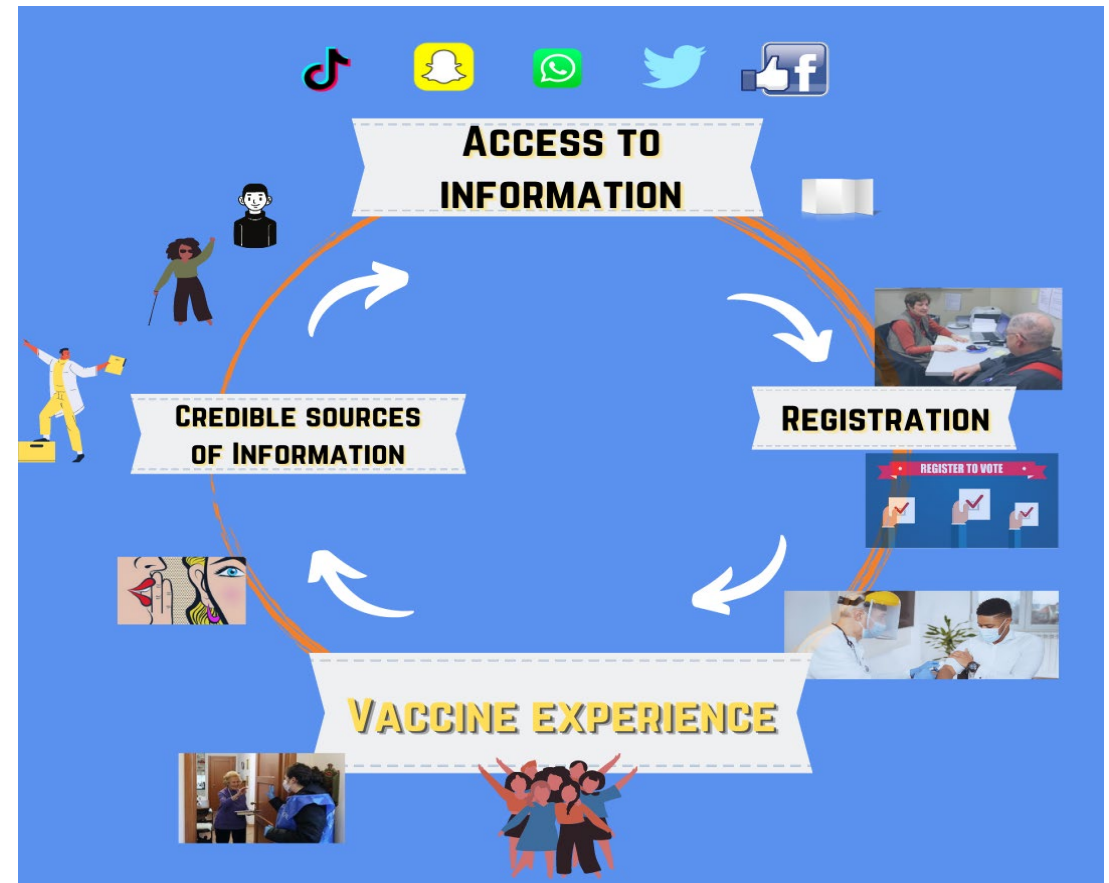 ACCESS TO
INFORMATION
CREDIBLE SOURCES
OF INFORMATION
REGISTRATION
REGISTER TO VOTE
VACCINE EXPERIENCE